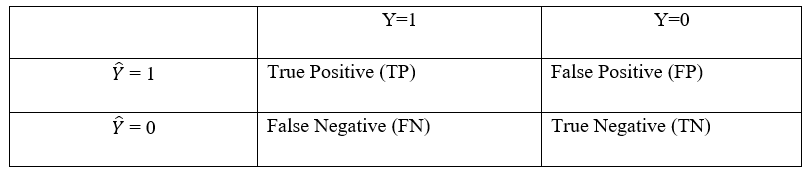 Y=1 Y=0
Ŷ = 1 True Positive (TP) False Positive (FP)
Ŷ = 0 False Negative (FN) True Negative (TN)